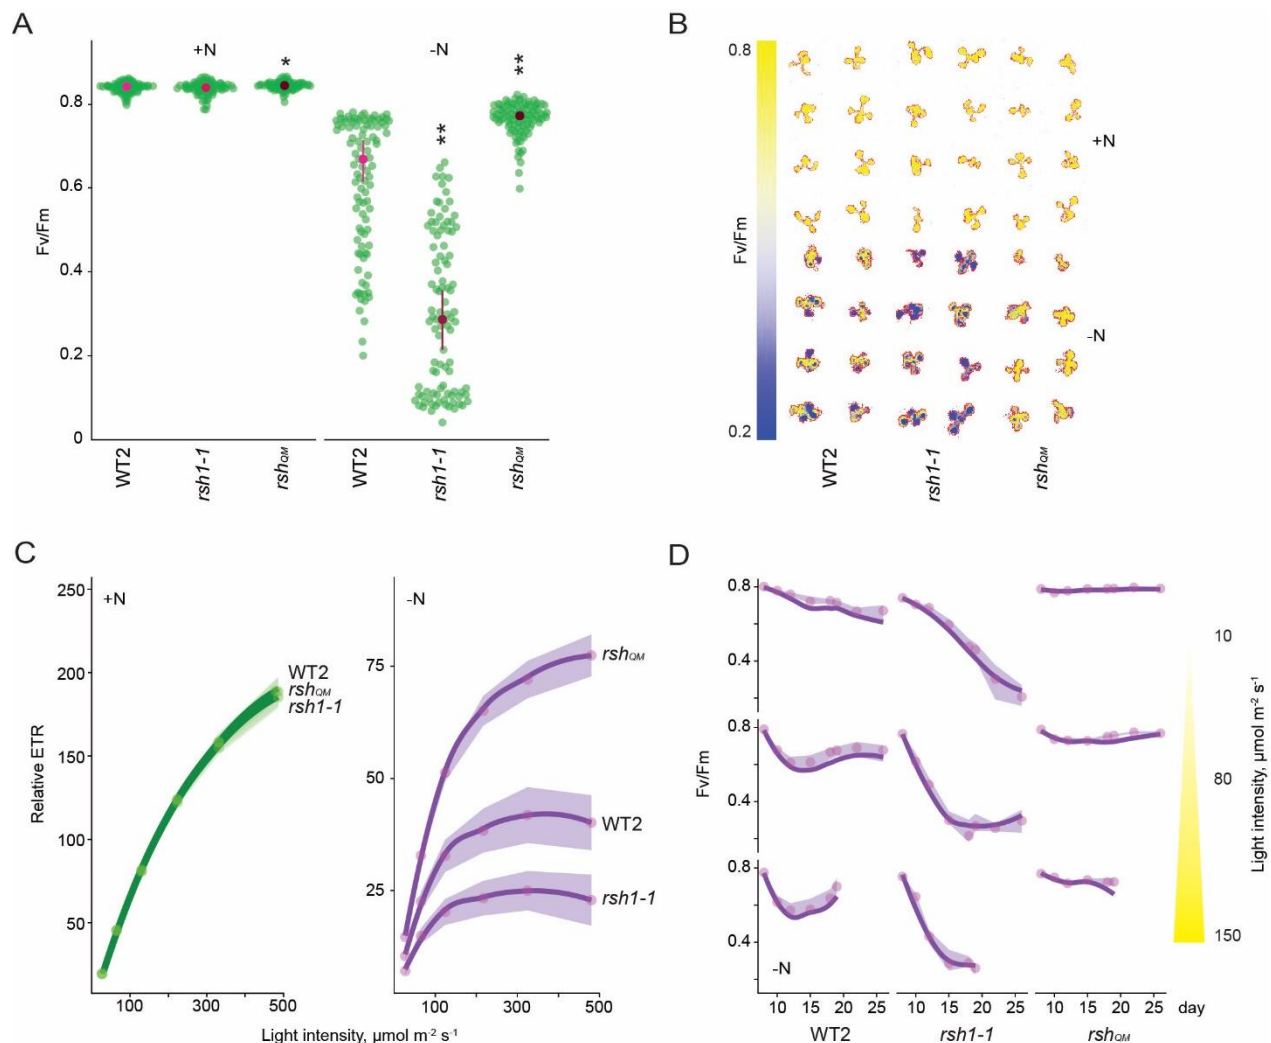 A
+N
-N
*
**
**
Fv/Fm
0.8
0.6
0.4
0.2
0
WT2
rsh1-1
rshQM
WT2
rsh1-1
rshQM
B
0.8
Fv/Fm
0.2
+N
-N
WT2
rsh1-1
rshQM
C
+N
Relative ETR
250
200
150
100
50
WT2
rshQM
rsh1-1
100
300
500
-N
75
50
25
rshQM
WT2
rsh1-1
100
300
500
Light intensity, µmol m-2 s-1
D
Fv/Fm
0.8
0.4
0.8
0.4
0.8
0.4
-N
10
15
20
25
10
15
20
25
10
15
20
25
day
WT2
rsh1-1
rshQM
10
80
150
Light intensity, µmol m-2 s-1